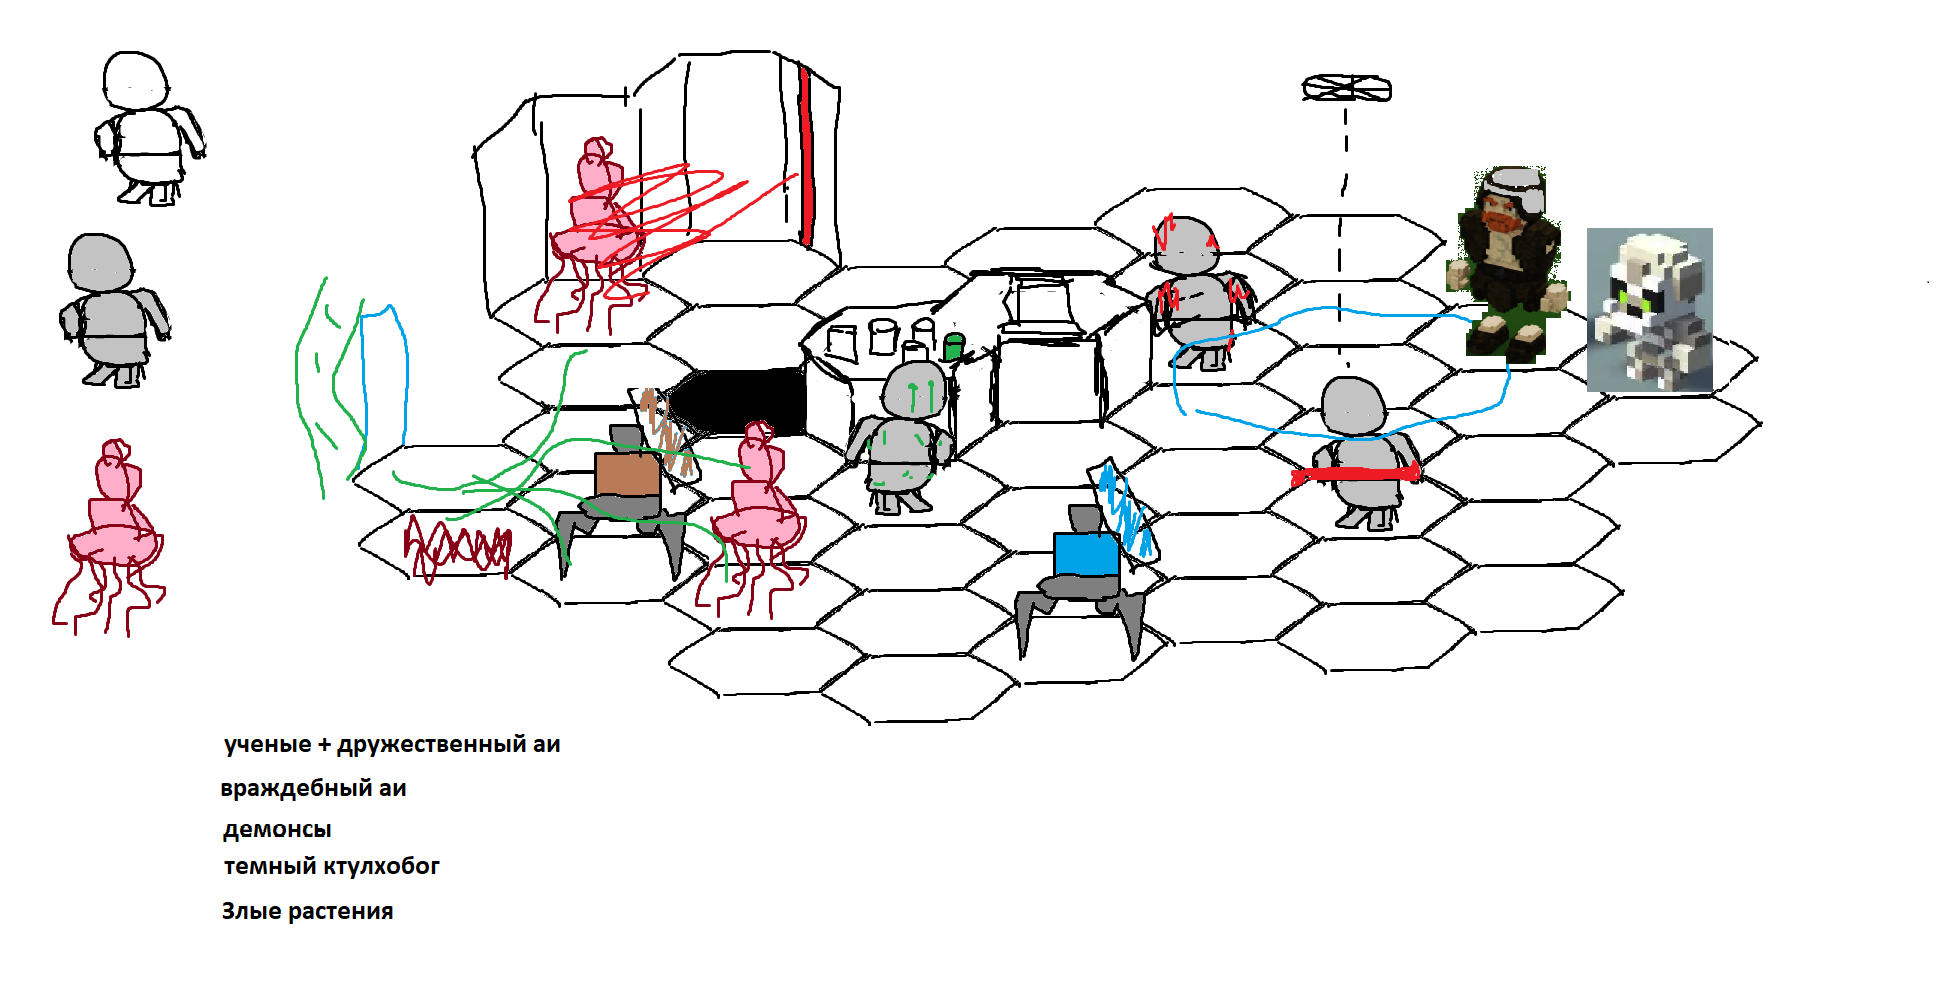 ученые + дружественный аи
враждебный аи
демонсы
темный ктулхобог
Злые растения